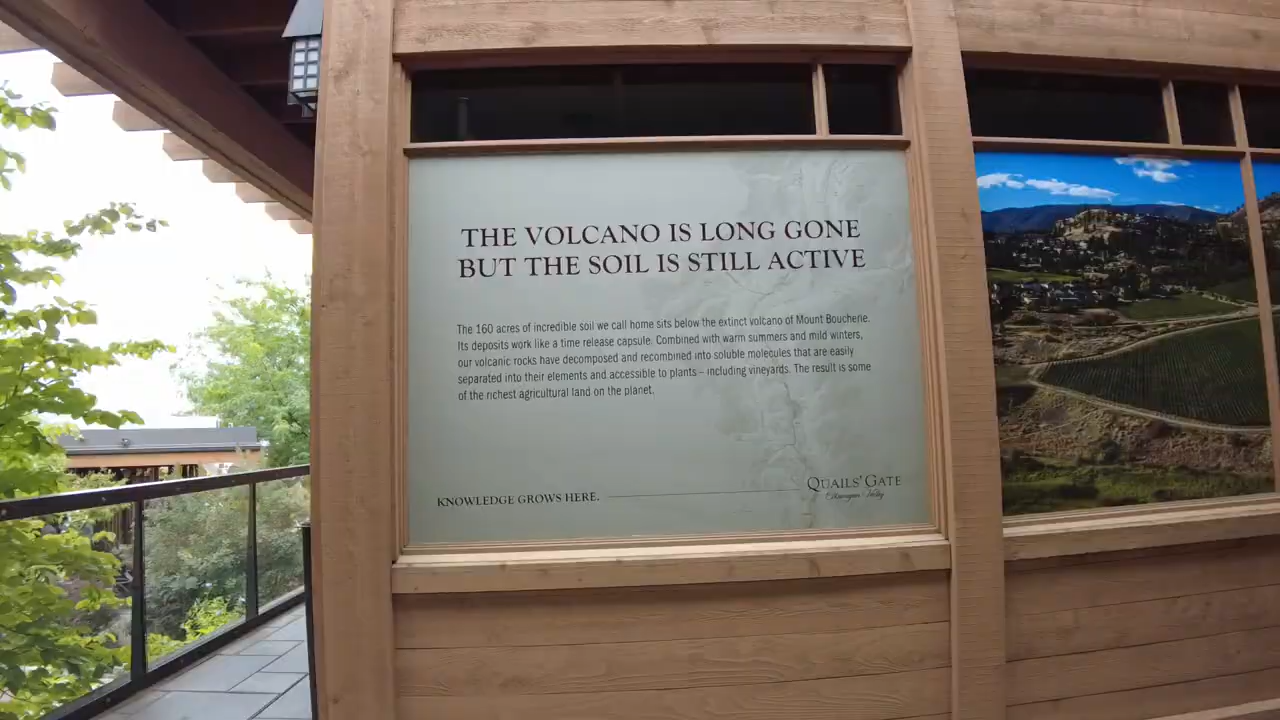 THE VOLCANO IS LONG GONE
BUT THE SOIL IS STILL ACTIVE
The 160 acres of incredible soil we call home sits below the extinct volcano of Mount Boucherie.
Its deposits work like a time release capsule. Combined with warm summers and mild winters,
our volcanic rocks have decomposed and recombined into soluble molecules that are easily
separated into their elements and accessible to plants – including vineyards. The result is some
of the richest agricultural land on the planet.
KNOWLEDGE GROWS HERE.
QUAILS' GATE
Okanagan Valley